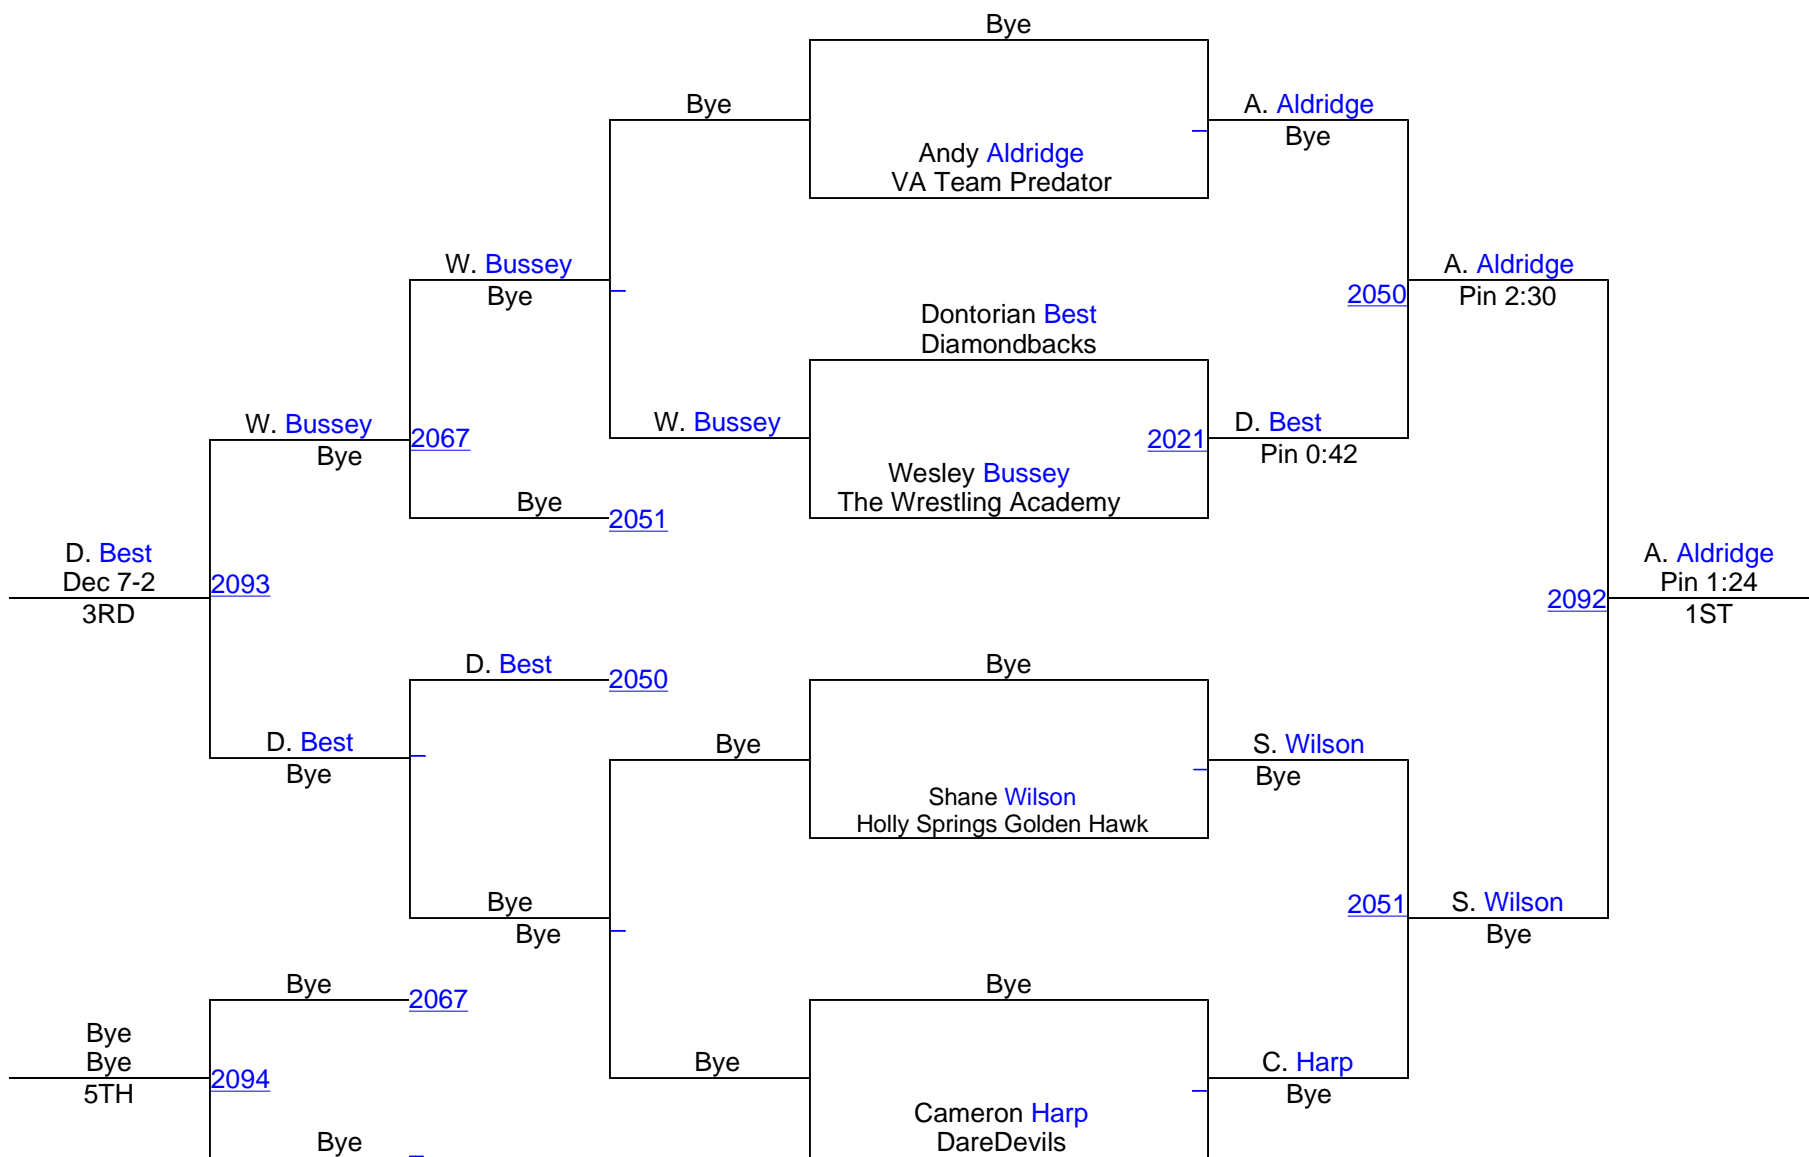 Bye
Bye
A. Aldridge
Bye
Andy Aldridge
VA Team Predator
W. Bussey
Bye
A. Aldridge
Pin 2:30
2050
Dontorian Best
Diamondbacks
W. Bussey
Bye
2067
W. Bussey
2021
D. Best
Pin 0:42
Wesley Bussey
The Wrestling Academy
Bye
2051
D. Best
Dec 7-2
3RD
2093
A. Aldridge
Pin 1:24
1ST
2092
D. Best
2050
Bye
D. Best
Bye
Bye
S. Wilson
Bye
Shane Wilson
Holly Springs Golden Hawk
Bye
Bye
2051
S. Wilson
Bye
Bye
2067
Bye
Bye
Bye
5TH
2094
Bye
C. Harp
Bye
Cameron Harp
DareDevils
Bye